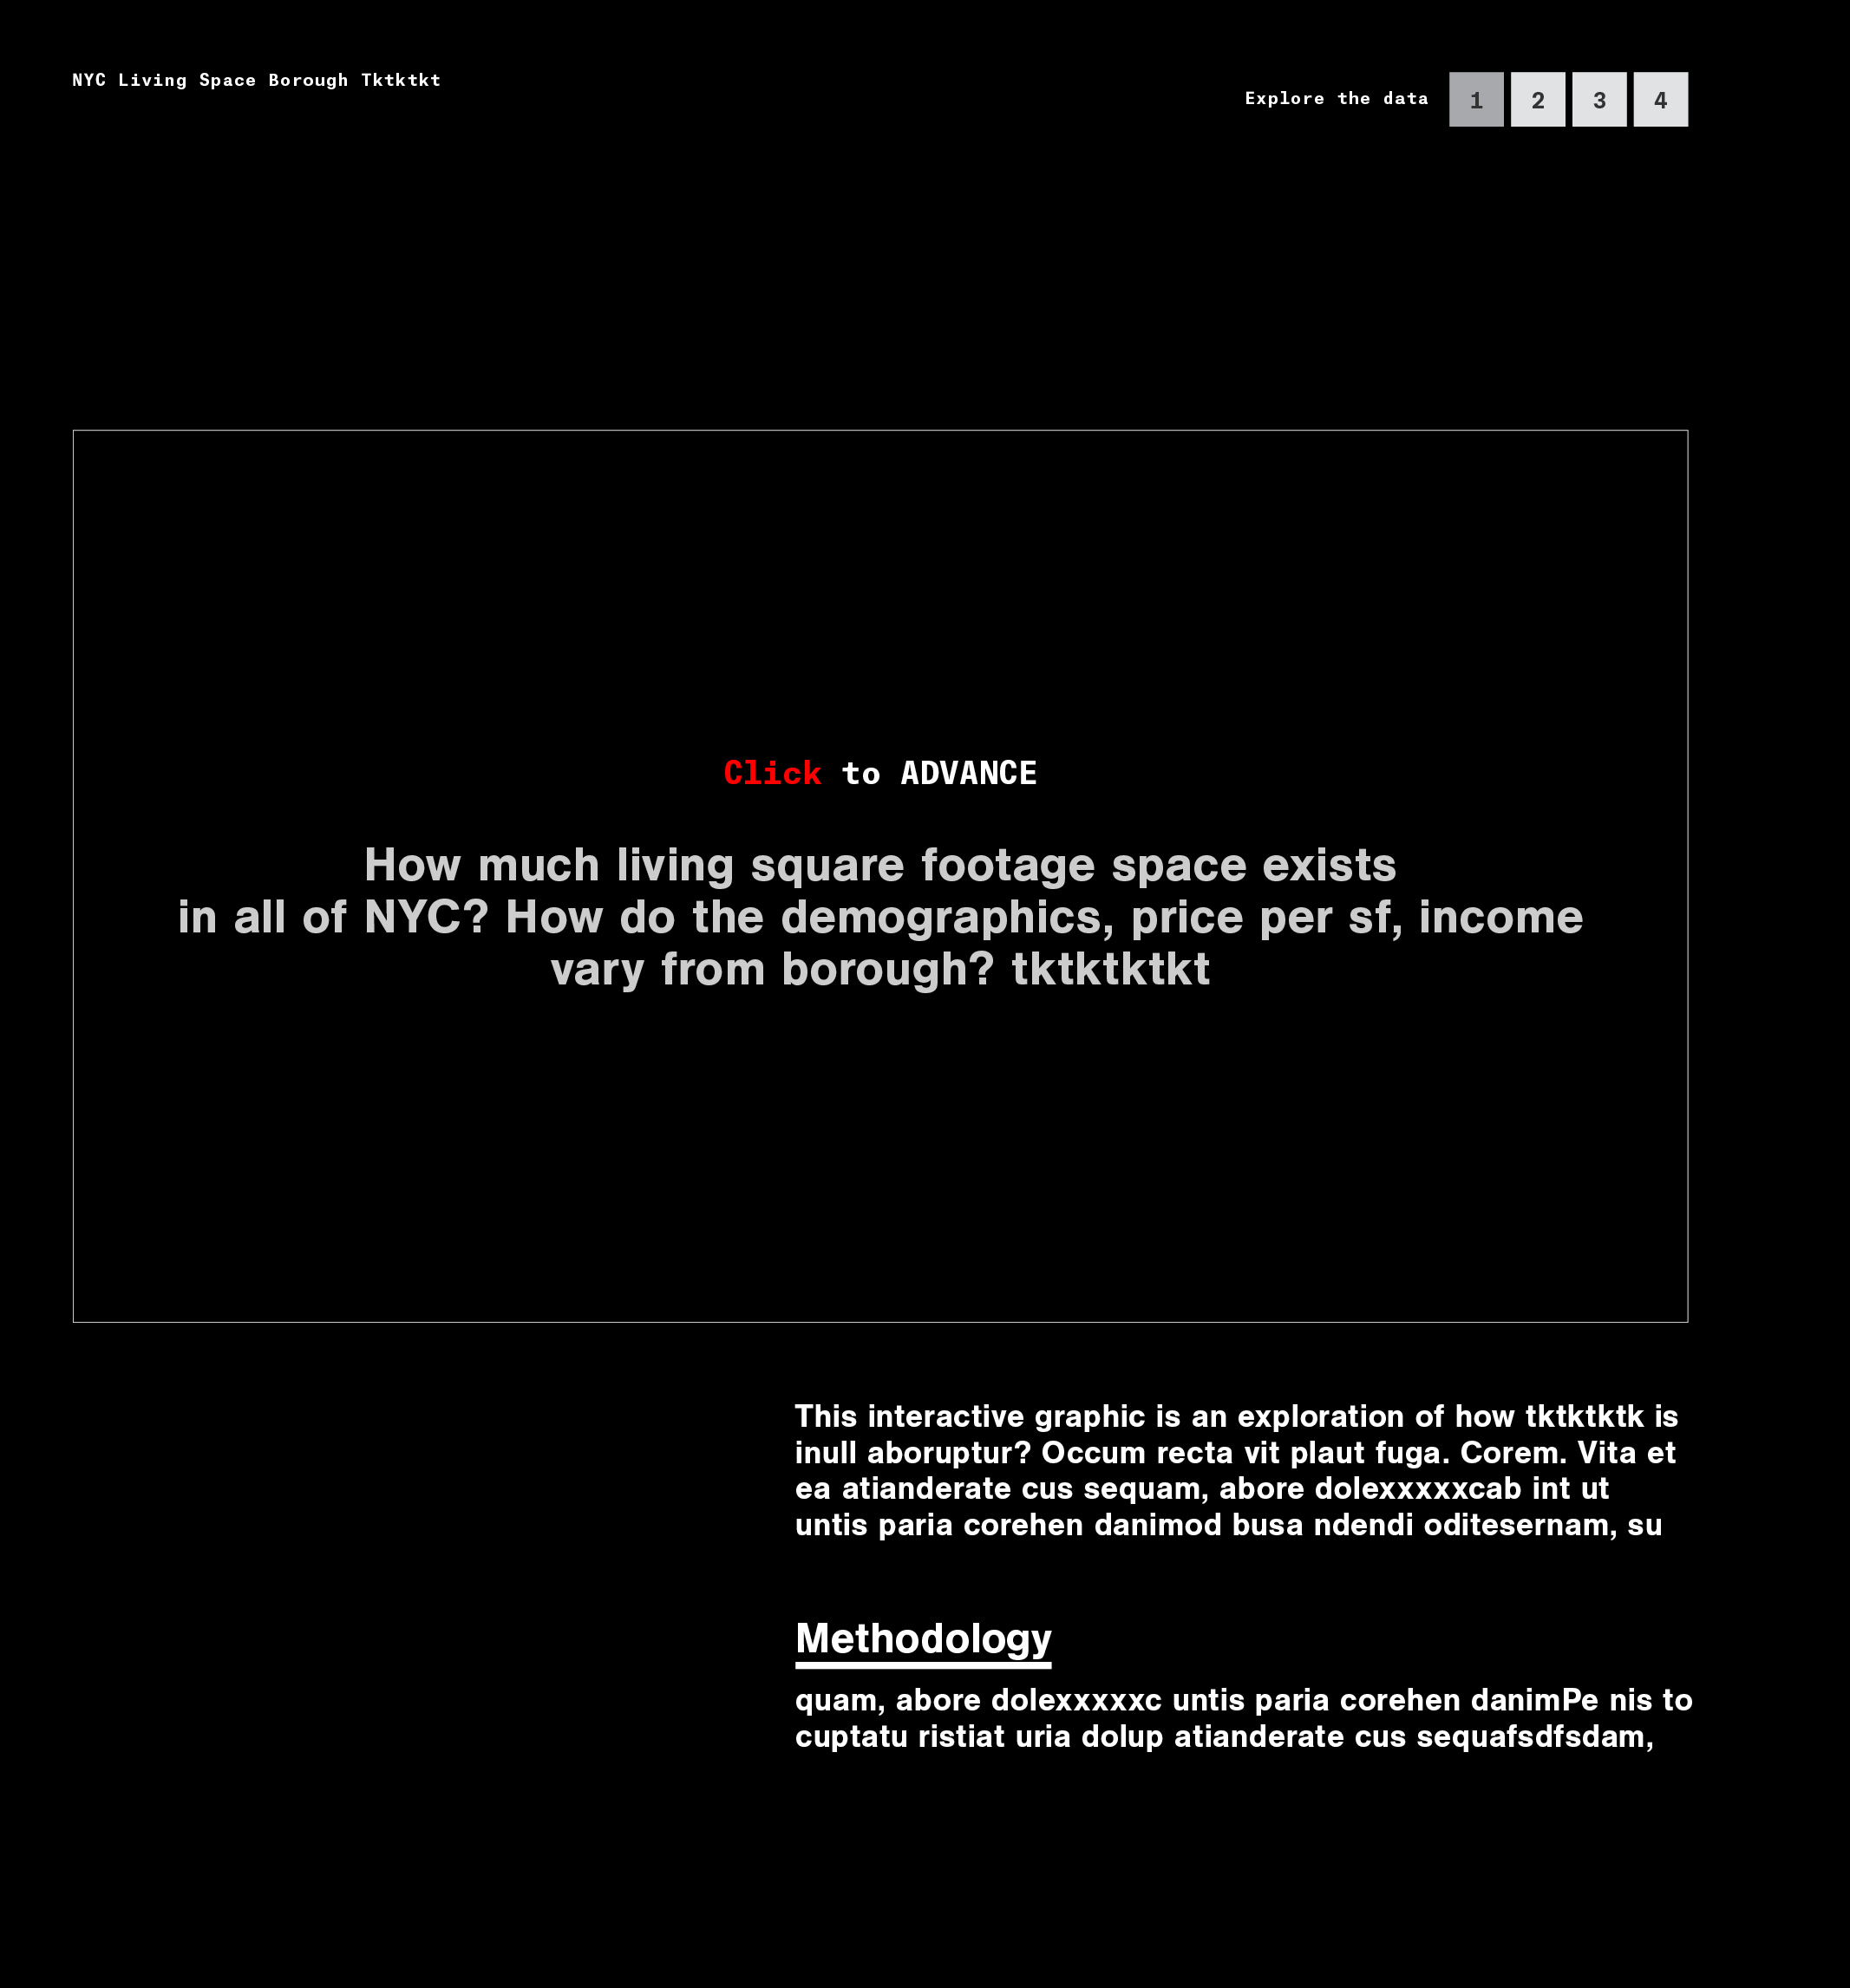 NYC Living Space Borough Tktktkt
Explore the data 1 2 3 4
Click to ADVANCE
How much living square footage space exists
in all of NYC? How do the demographics, price per sf, income
vary from borough? tktktktkt
This interactive graphic is an exploration of how tktktktk is
inull aboruptur? Occum recta vit plaut fuga. Corem. Vita et
ea atianderate cus sequam, abore dolexxxxxcab int ut
untis paria corehen danimod busa ndendi oditesernam, su
Methodology
quam, abore dolexxxxxc untis paria corehen danimPe nis to
cuptatu ristiat uria dolup atianderate cus sequafsdfsdam,